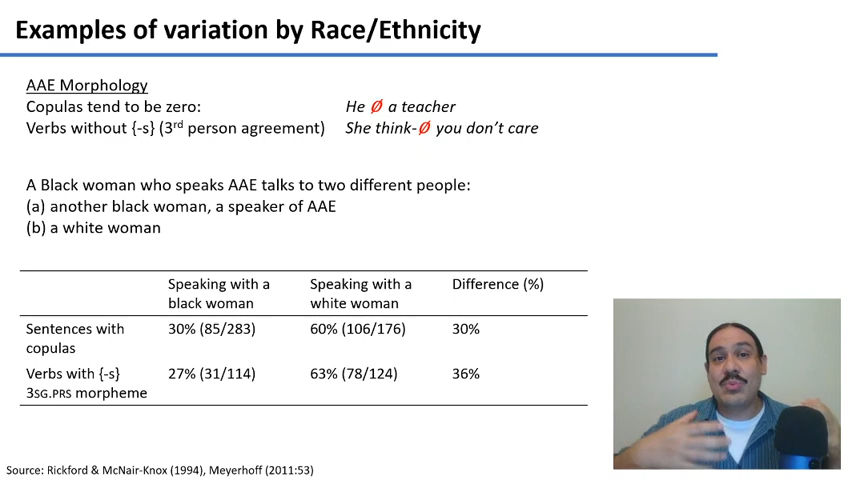 Examples of variation by Race/Ethnicity
AAE Morphology
Copulas tend to be zero: He Ø a teacher
Verbs without {-s} (3rd person agreement) She think-Ø you don’t care
A Black woman who speaks AAE talks to two different people:
(a) another black woman, a speaker of AAE
(b) a white woman
Speaking with a black woman Speaking with a white woman Difference (%)
Sentences with copulas 30% (85/283) 60% (106/176) 30%
Verbs with {-s} 3SG.PRS morpheme 27% (31/114) 63% (78/124) 36%
Source: Rickford & McNair-Knox (1994), Meyerhoff (2011:53)